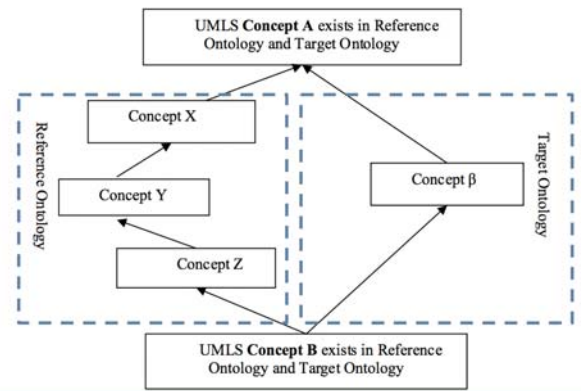 UMLS Concept A exists in Reference
Ontology and Target Ontology
Reference Ontology
Concept X
Concept Y
Concept Z
Concept β
Target Ontology
UMLS Concept B exists in Reference
Ontology and Target Ontology